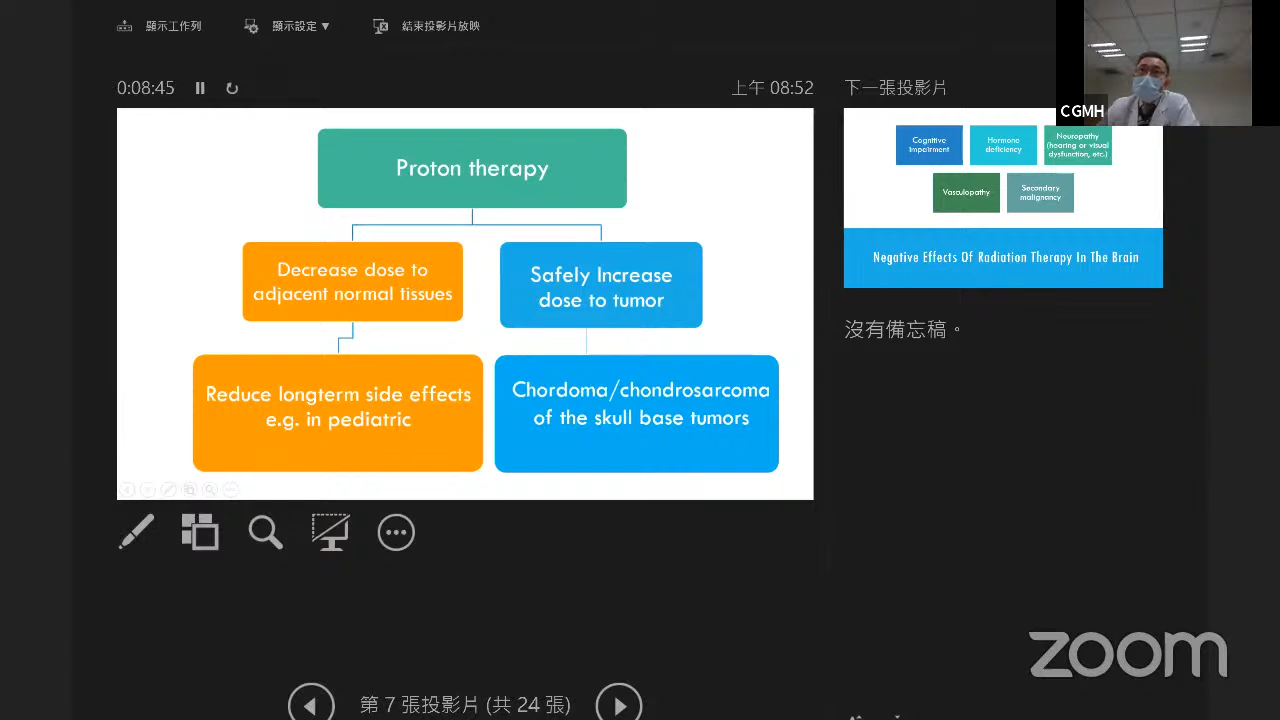 顯示工作列
顯示設定 ▼
結束投影片放映
0:08:45
上午 08:52
下一張投影片
CGMH
Proton therapy
Decrease dose to
adjacent normal tissues
Safely Increase
dose to tumor
Reduce longterm side effects
e.g. in pediatric
Chordoma/chondrosarcoma
of the skull base tumors
Cognitive
impairment
Hormone
deficiency
Neuropathy
(hearing or visual
dysfunction, etc.)
Vasculopathy
Secondary
malignancy
Negative Effects Of Radiation Therapy In The Brain
沒有備忘稿。
第 7 張投影片 (共 24 張)
zoom